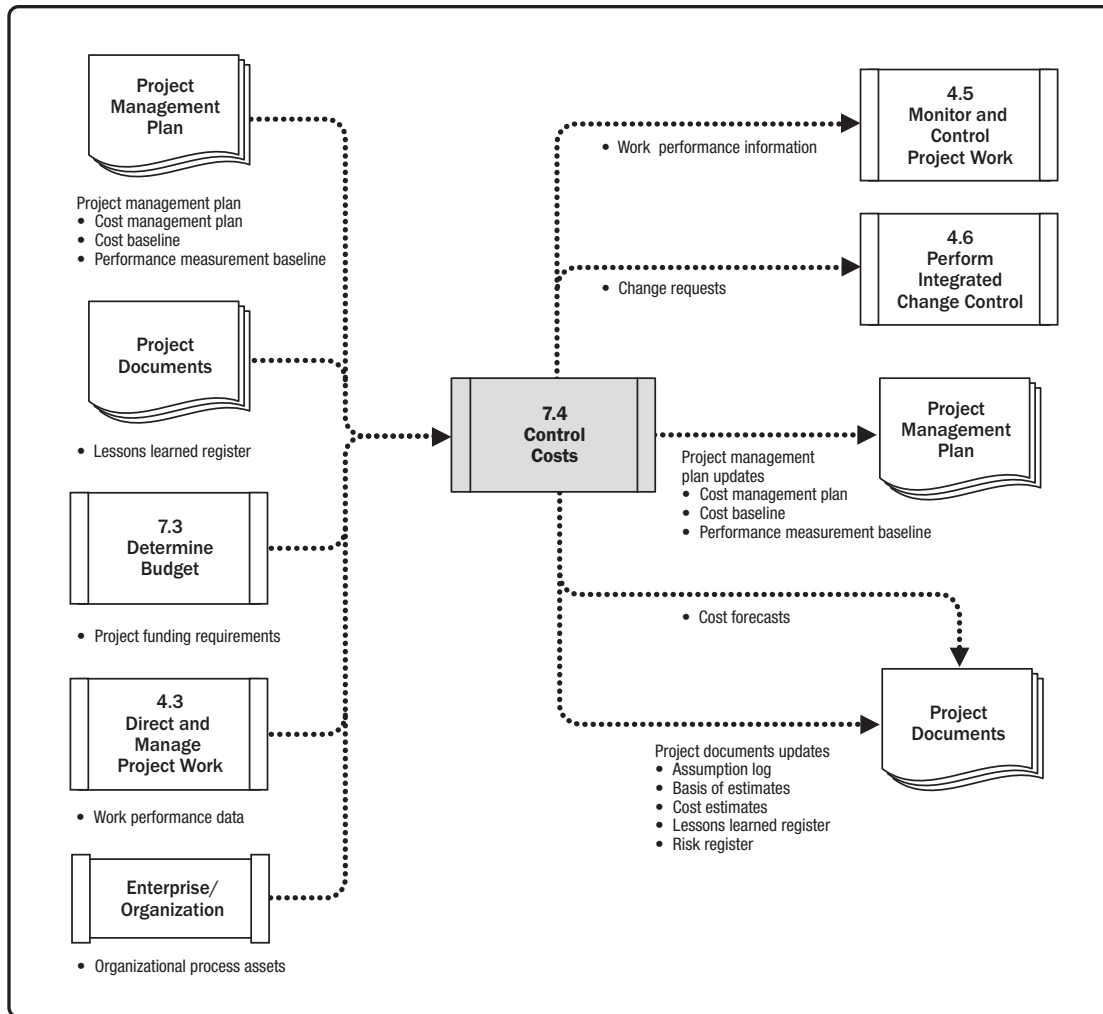 Project
Management
Plan
Project management plan
• Cost management plan
• Cost baseline
• Performance measurement baseline
Project
Documents
• Lessons learned register
7.3
Determine
Budget
• Project funding requirements
4.3
Direct and
Manage
Project Work
• Work performance data
Enterprise/
Organization
• Organizational process assets
7.4
Control
Costs
• Work performance information
4.5
Monitor and
Control
Project Work
• Change requests
4.6
Perform
Integrated
Change Control
Project management
plan updates
• Cost management plan
• Cost baseline
• Performance measurement baseline
Project
Management
Plan
• Cost forecasts
Project documents updates
• Assumption log
• Basis of estimates
• Cost estimates
• Lessons learned register
• Risk register
Project
Documents